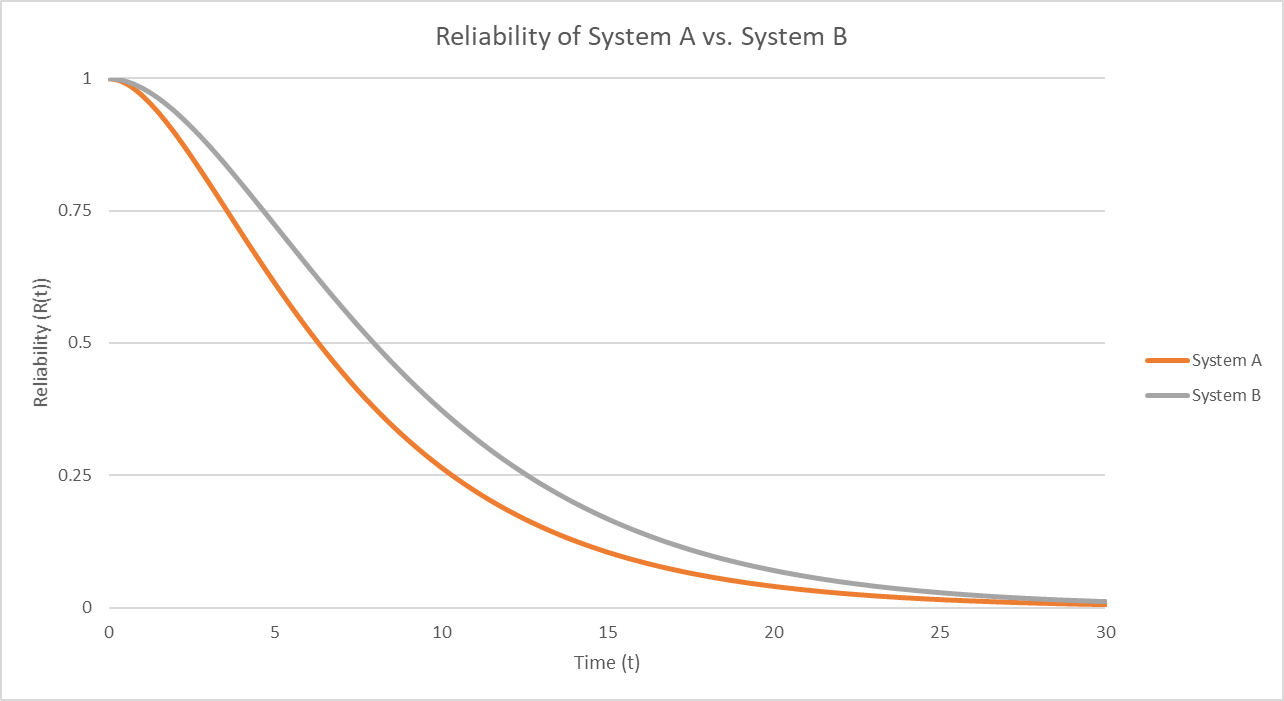 Reliability of System A vs. System B
1
0.75
0.5
0.25
0
Reliability (R(t))
0 5 10 15 20 25 30
Time (t)
System A
System B